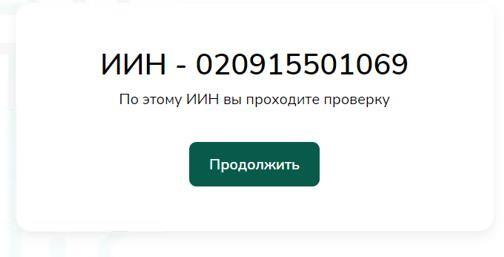 ИИН - 020915501069
По этому ИИН вы проходите проверку
Продолжить